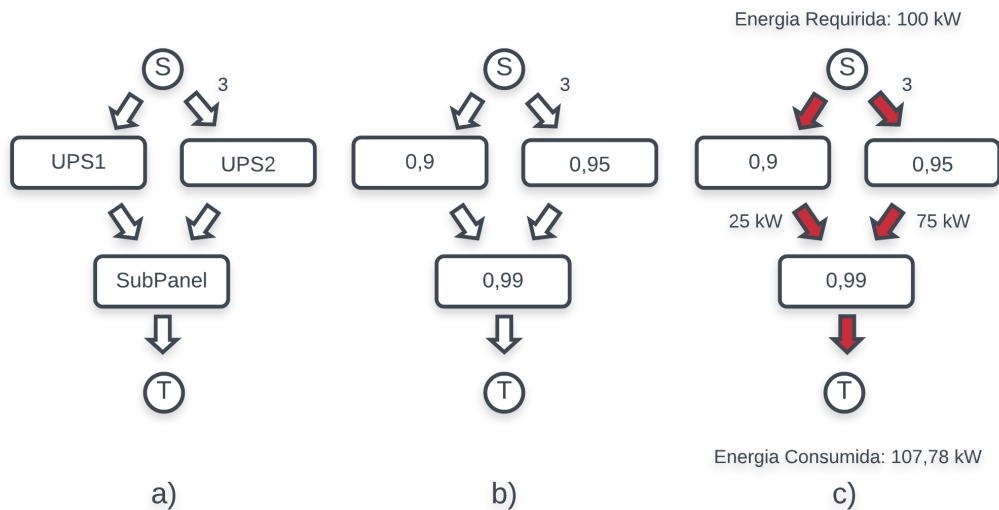 Energia Requirida: 100 kW
S
3
UPS1
UPS2
SubPanel
T
a)
S
3
0,9
0,95
0,99
T
b)
S
3
0,9
0,95
25 kW
75 kW
0,99
T
Energia Consumida: 107,78 kW
c)